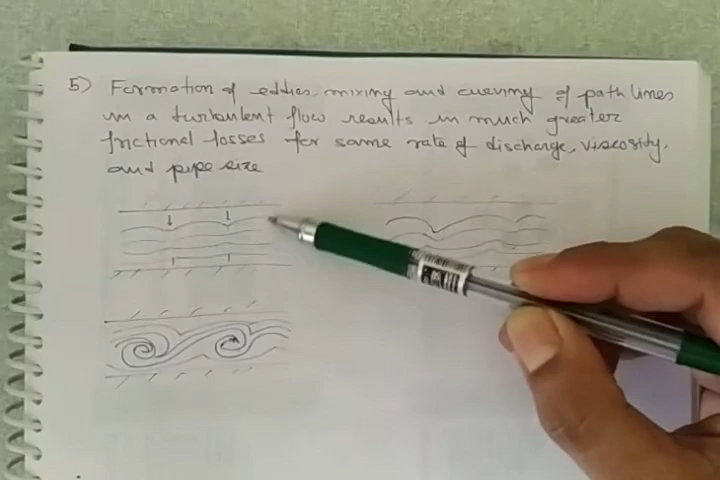 5) Formation of eddies, mixing and curving of path lines
in a turbulent flow results in much greater
frictional losses for same rate of discharge, viscosity,
and pipe size